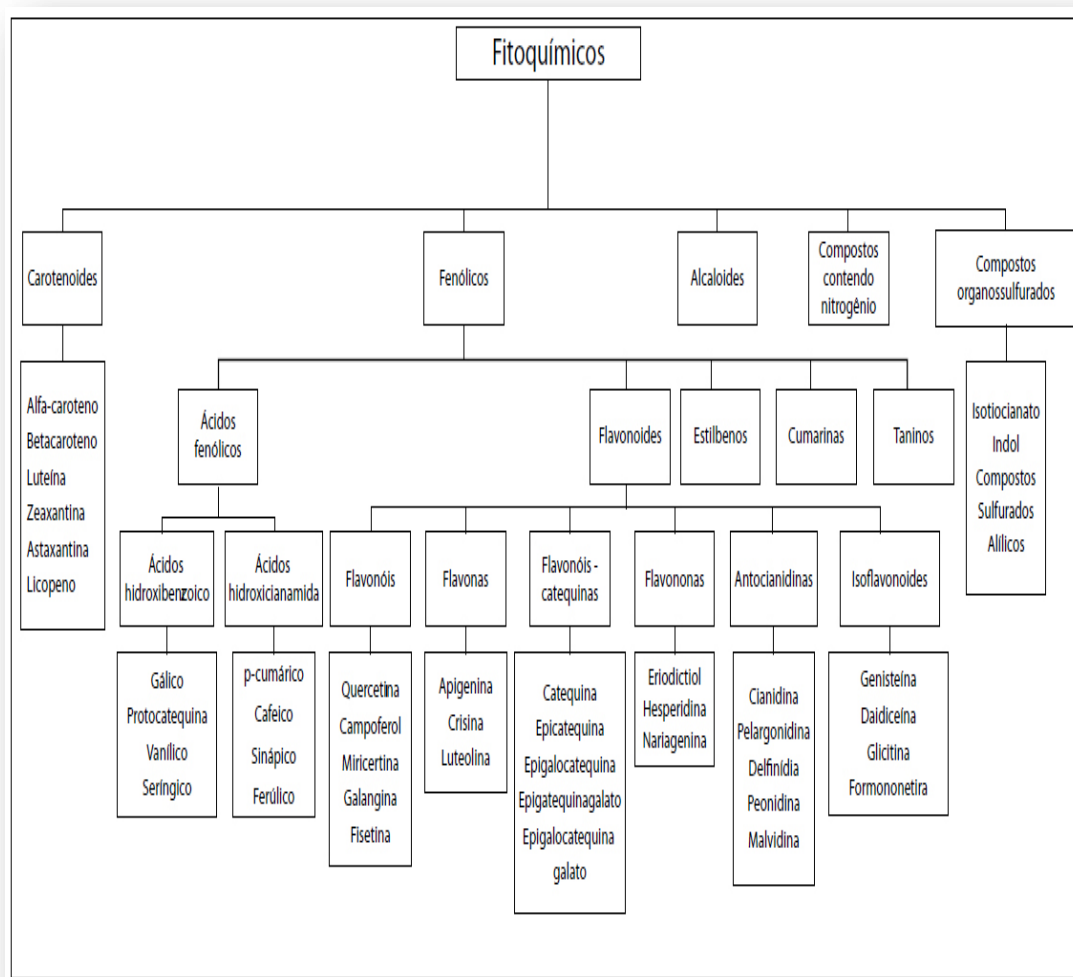 Fitoquímicos
Carotenoides
Fenólicos
Alcaloides
Compostos
contendo
nitrogênio
Compostos
organossulfurados
Alfa-caroteno
Betacaroteno
Luteína
Zeaxantina
Astaxantina
Licopeno
Ácidos
fenólicos
Flavonoides
Estilbenos
Cumarinas
Taninos
Isotiocianato
Indol
Compostos
Sulfurados
Alílicos
Ácidos
hidroxibenzoico
Ácidos
hidroxicianamida
Flavonóis
Flavonas
Flavonóis -
catequinas
Flavononas
Antocianidinas
Isoflavonoides
Gálico
Protocatequina
Vanílico
Seríngico
p-cumárico
Cafeico
Sinápico
Ferúlico
Quercetina
Campoferol
Miricertina
Galangina
Fisetina
Apigenina
Crisina
Luteolina
Catequina
Epicatequina
Epigalocatequina
Epigatequinagalato
Epigalocatequina
galato
Eriodictiol
Hesperidina
Nariagenina
Cianidina
Pelargonidina
Delfinídia
Peonidina
Malvidina
Genisteína
Daidiceína
Glicitina
Formononetira